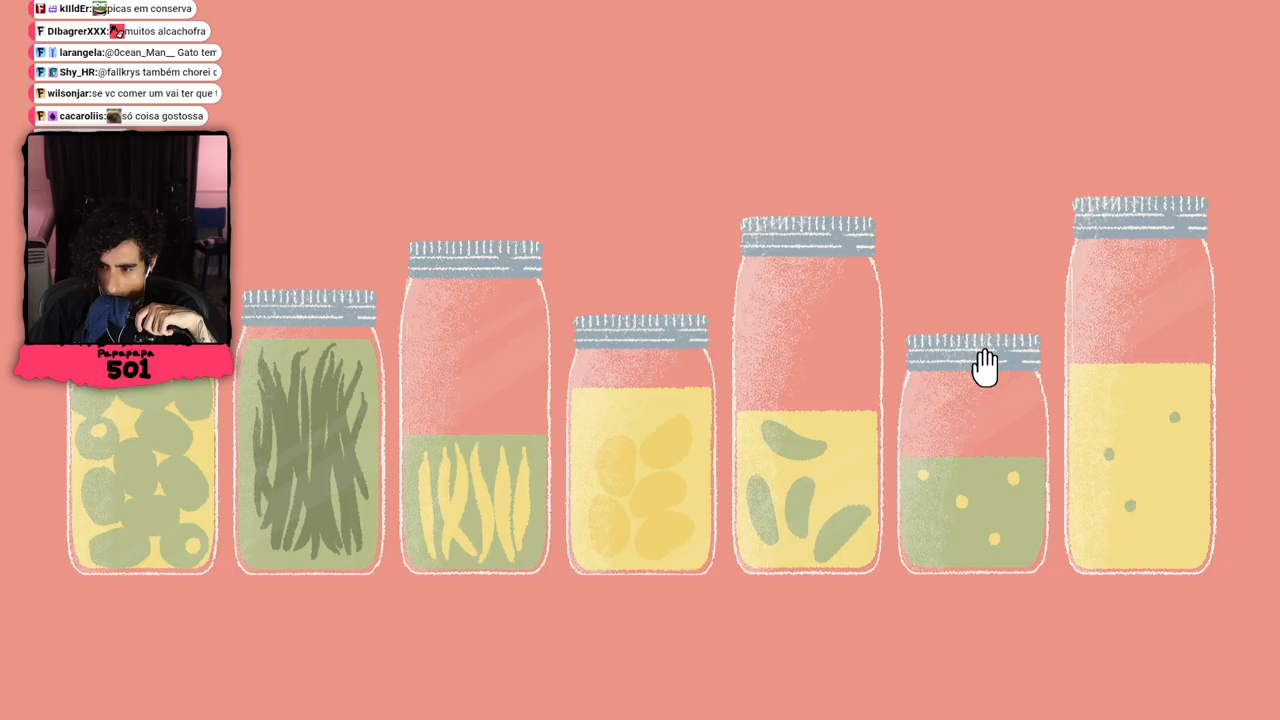 kIIldEr: picas em conserva
DIbagrerXXX: muitos alcachofra
larangela:@0cean_Man__ Gato tem
Shy_HR:@fallkrys também chorei c
wilsonjar:se vc comer um vai ter que
cacaroliis: só coisa gostossa
Papapapa
501